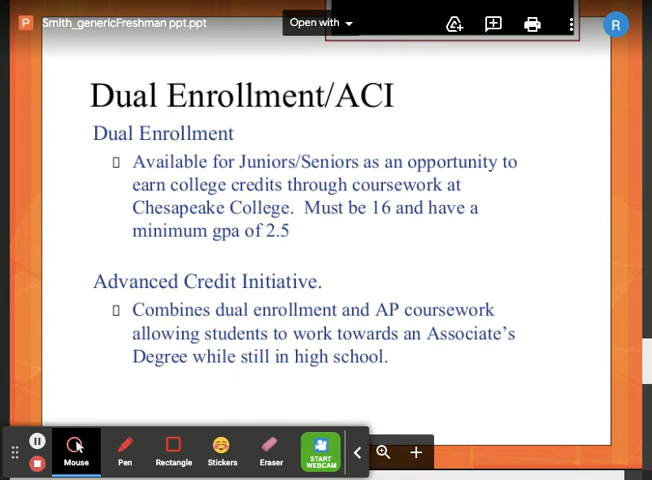 P Smith_genericFreshman ppt.ppt Open with R
Dual Enrollment/ACI
Dual Enrollment
Available for Juniors/Seniors as an opportunity to
earn college credits through coursework at
Chesapeake College. Must be 16 and have a
minimum gpa of 2.5
Advanced Credit Initiative.
Combines dual enrollment and AP coursework
allowing students to work towards an Associate's
Degree while still in high school.
Mouse Pen Rectangle Stickers Eraser START
WEBCAM